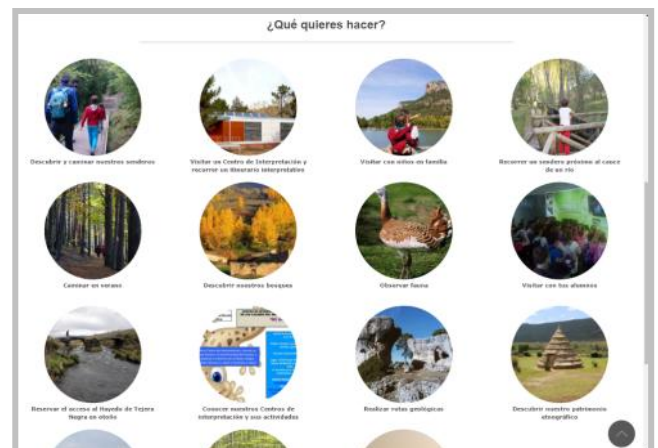 ¿Qué quieres hacer?
Descubrir y caminar nuestros senderos
Visitar un Centro de Interpretación y
recorrer un itinerario interpretativo
Visitar con niños en familia
Recorrer un sendero próximo al cauce
de un río
Caminar en verano
Descubrir nuestros bosques
Observar fauna
Visitar con tus alumnos
Reservar el acceso al Hayedo de Tejera
Negra en otoño
Conocer nuestros Centros de
Interpretación y sus actividades
Realizar rutas geológicas
Descubrir nuestro patrimonio
etnográfico